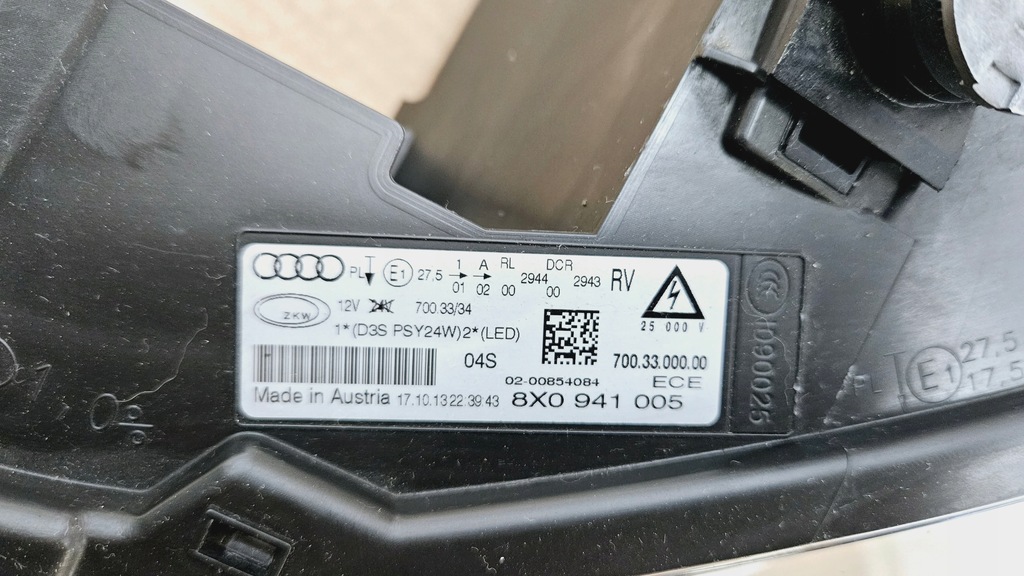 PL E1 27.5 1 A RL DCR RV
01 02 00 2944 00 2943
ZKW 12V 24V 700.33/34
25 000 V
1*(D3S PSY24W)2*(LED)
04S 700.33.000.00
02-00854084 ECE
Made in Austria 17.10.13 22:39:43 8X0 941 005
PL E1 27.5
17.5